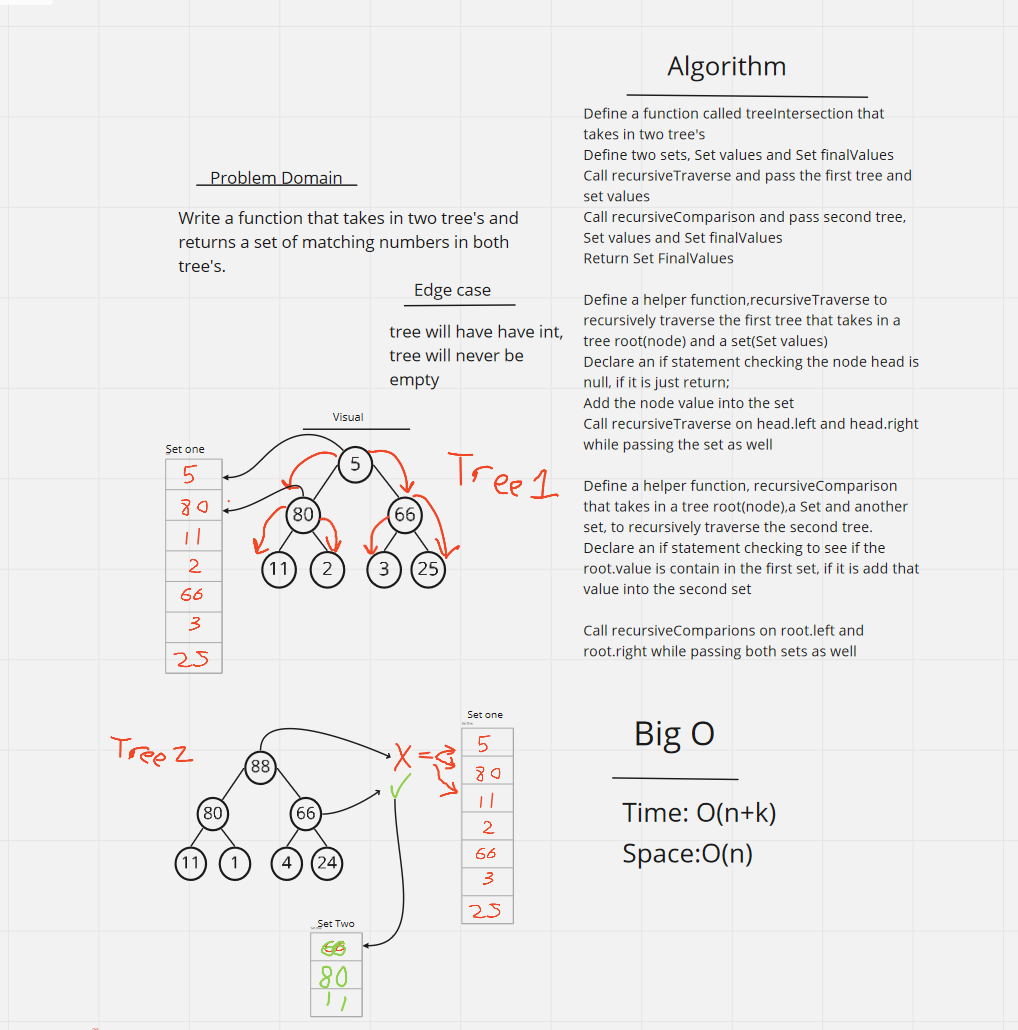 Algorithm
Define a function called treeIntersection that
takes in two tree's
Define two sets, Set values and Set finalValues
Call recursiveTraverse and pass the first tree and
set values
Call recursiveComparison and pass second tree,
Set values and Set finalValues
Return Set FinalValues
Define a helper function,recursiveTraverse to
recursively traverse the first tree that takes in a
tree root(node) and a set(Set values)
Declare an if statement checking the node head is
null, if it is just return;
Add the node value into the set
Call recursiveTraverse on head.left and head.right
while passing the set as well
Define a helper function, recursiveComparison
that takes in a tree root(node),a Set and another
set, to recursively traverse the second tree.
Declare an if statement checking to see if the
root.value is contain in the first set, if it is add that
value into the second set
Call recursiveComparions on root.left and
root.right while passing both sets as well
Problem Domain
Write a function that takes in two tree's and
returns a set of matching numbers in both
tree's.
Edge case
tree will have have int,
tree will never be
empty
Visual
Set one
5
80
11
2
66
3
25
5
80
66
11
2
3
25
Tree1
Tree2
88
80
66
11
1
4
24
X =
Set one
5
80
11
2
66
3
25
Set Two
66
80
11
Big O
Time: O(n+k)
Space:O(n)